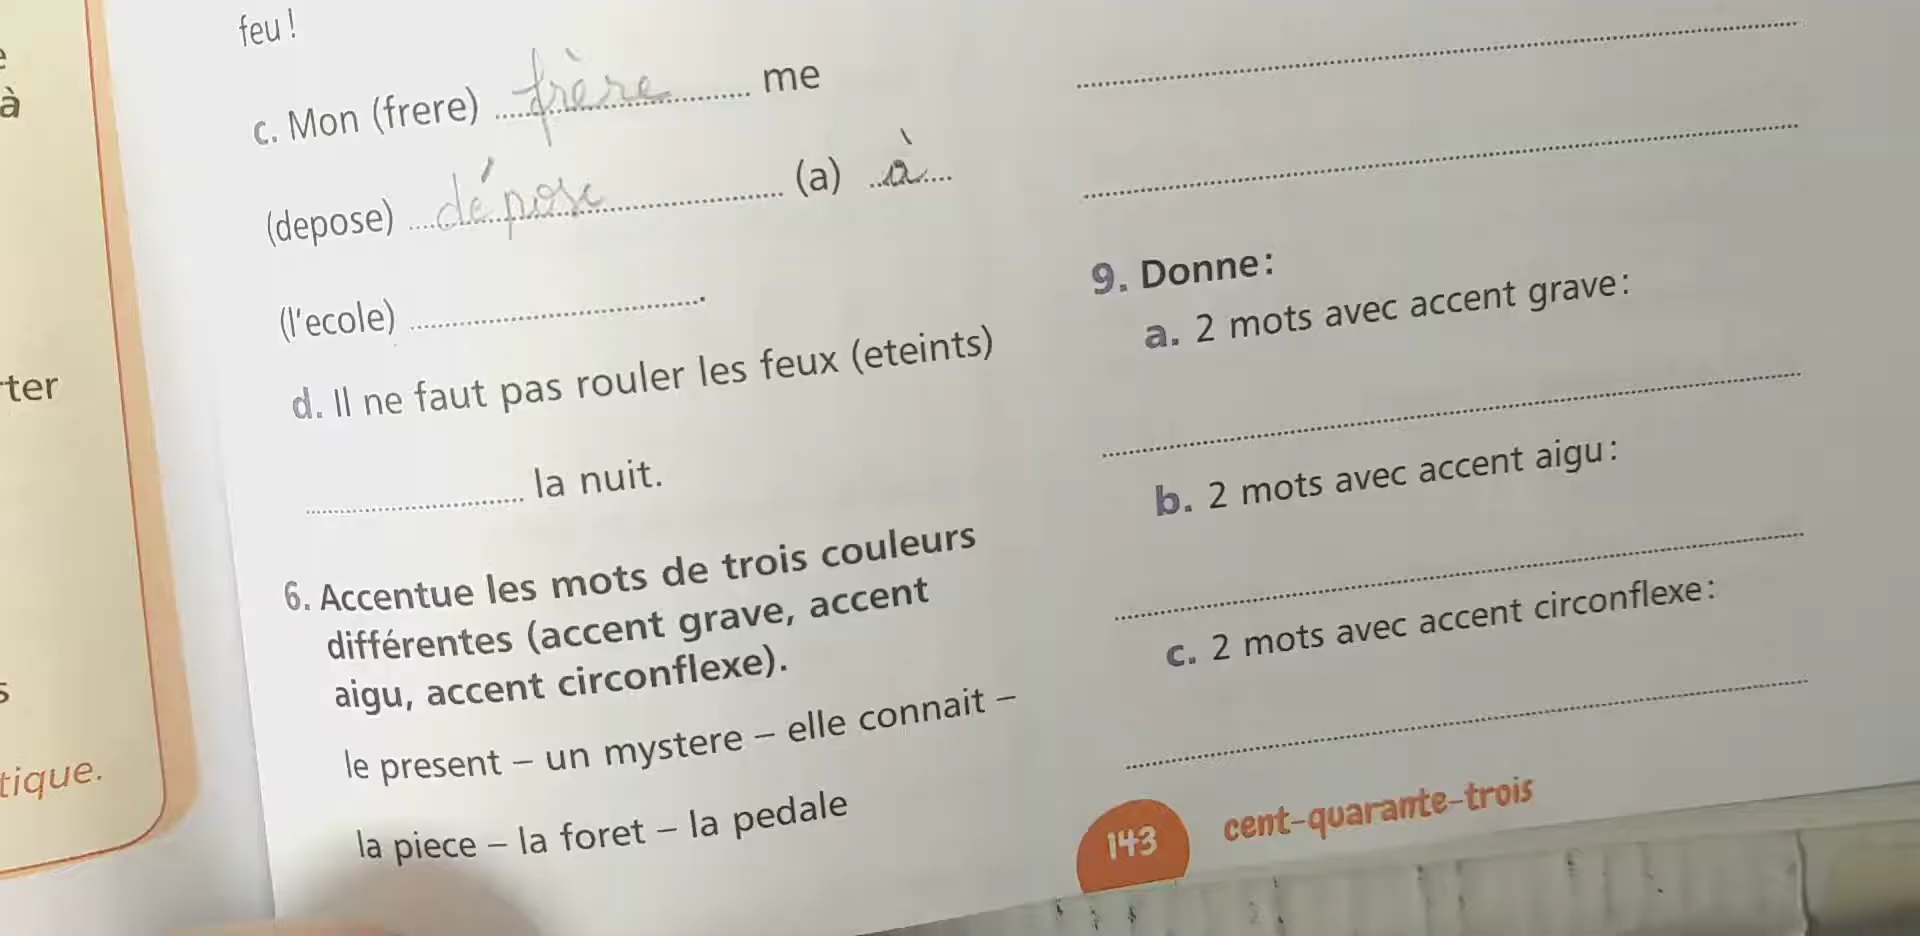 à
ter
tique.
feu !
c. Mon (frere) frère me
(depose) dépose (a) à
(l'ecole) .
d. Il ne faut pas rouler les feux (eteints)
la nuit.
6. Accentue les mots de trois couleurs
différentes (accent grave, accent
aigu, accent circonflexe).
le present – un mystere – elle connait –
la piece – la foret – la pedale
9. Donne :
a. 2 mots avec accent grave :
b. 2 mots avec accent aigu :
c. 2 mots avec accent circonflexe :
143 cent-quarante-trois